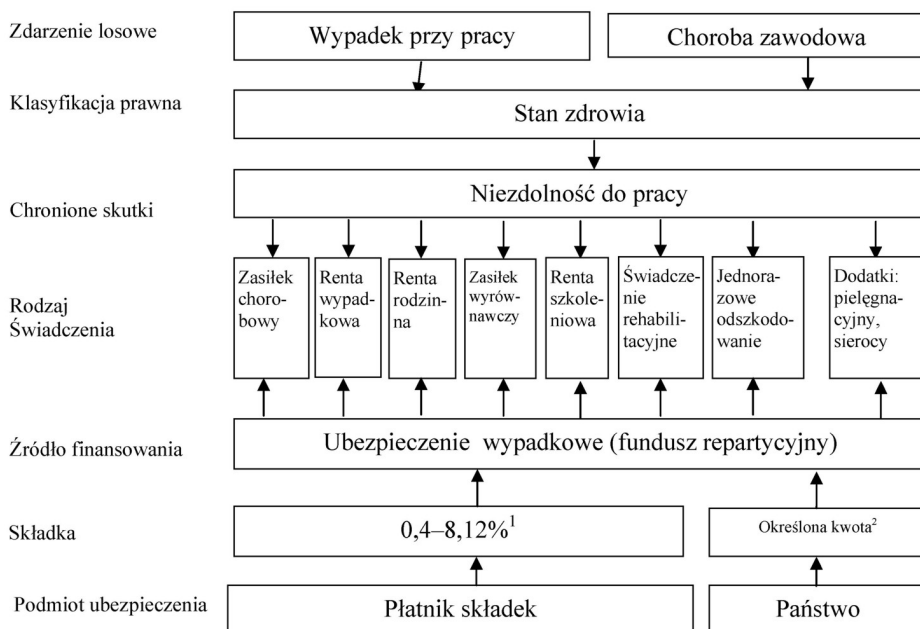 Zdarzenie losowe
Wypadek przy pracy
Choroba zawodowa
Klasyfikacja prawna
Stan zdrowia
Niezdolność do pracy
Chronione skutki
Rodzaj
Świadczenia
Zasiłek
choro-
bowy
Renta
wypad-
kowa
Renta
rodzin-
na
Zasiłek
wyrów-
nawczy
Renta
szkole-
niowa
Świadcze-
nie
rehabili-
tacyjne
Jednora-
zowe
odszkodo-
wanie
Dodatki:
pielęgna-
cyjny,
sierocy
Źródło finansowania
Ubezpieczenie wypadkowe (fundusz repartycyjny)
Składka
0,4–8,12%¹
Określona kwota²
Podmiot ubezpieczenia
Płatnik składek
Państwo